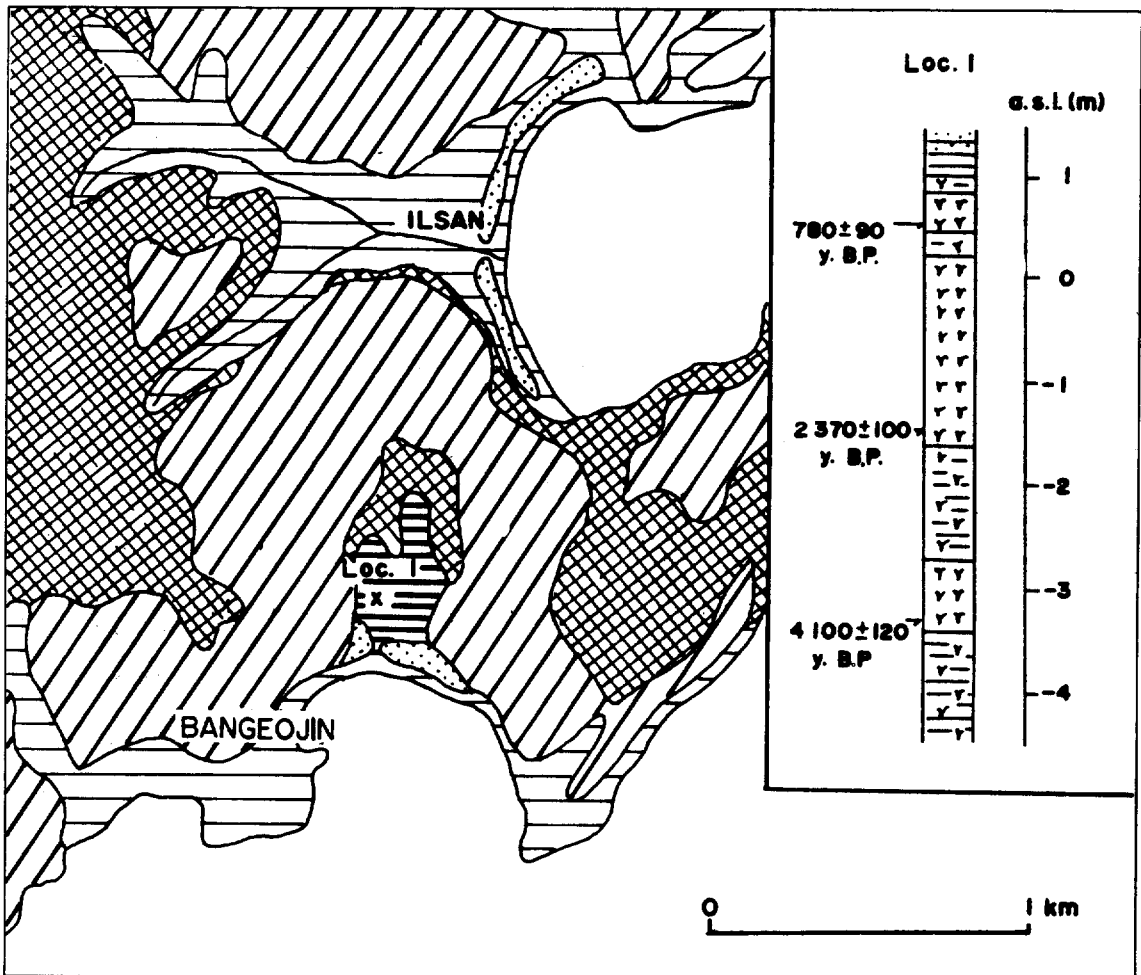 ILSAN
Loc. 1
x
BANGEOJIN
Loc. 1
a.s.l.(m)
1
780±90
y. B.P.
0
-1
2 370±100
y. B.P.
-2
-3
4 100±120
y. B.P
-4
0 1 km